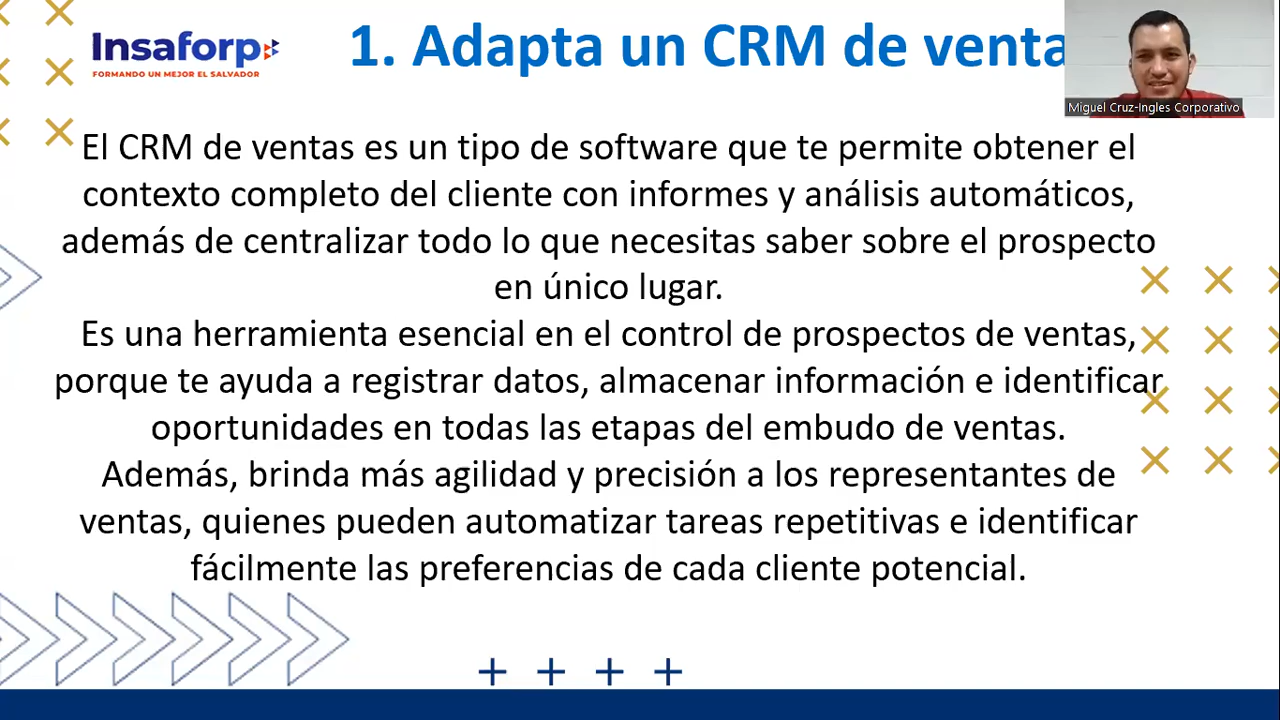 Insaforp
FORMANDO UN MEJOR EL SALVADOR
1. Adapta un CRM de venta
Miguel Cruz-Ingles Corporativo
El CRM de ventas es un tipo de software que te permite obtener el
contexto completo del cliente con informes y análisis automáticos,
además de centralizar todo lo que necesitas saber sobre el prospecto
en único lugar.
Es una herramienta esencial en el control de prospectos de ventas,
porque te ayuda a registrar datos, almacenar información e identificar
oportunidades en todas las etapas del embudo de ventas.
Además, brinda más agilidad y precisión a los representantes de
ventas, quienes pueden automatizar tareas repetitivas e identificar
fácilmente las preferencias de cada cliente potencial.